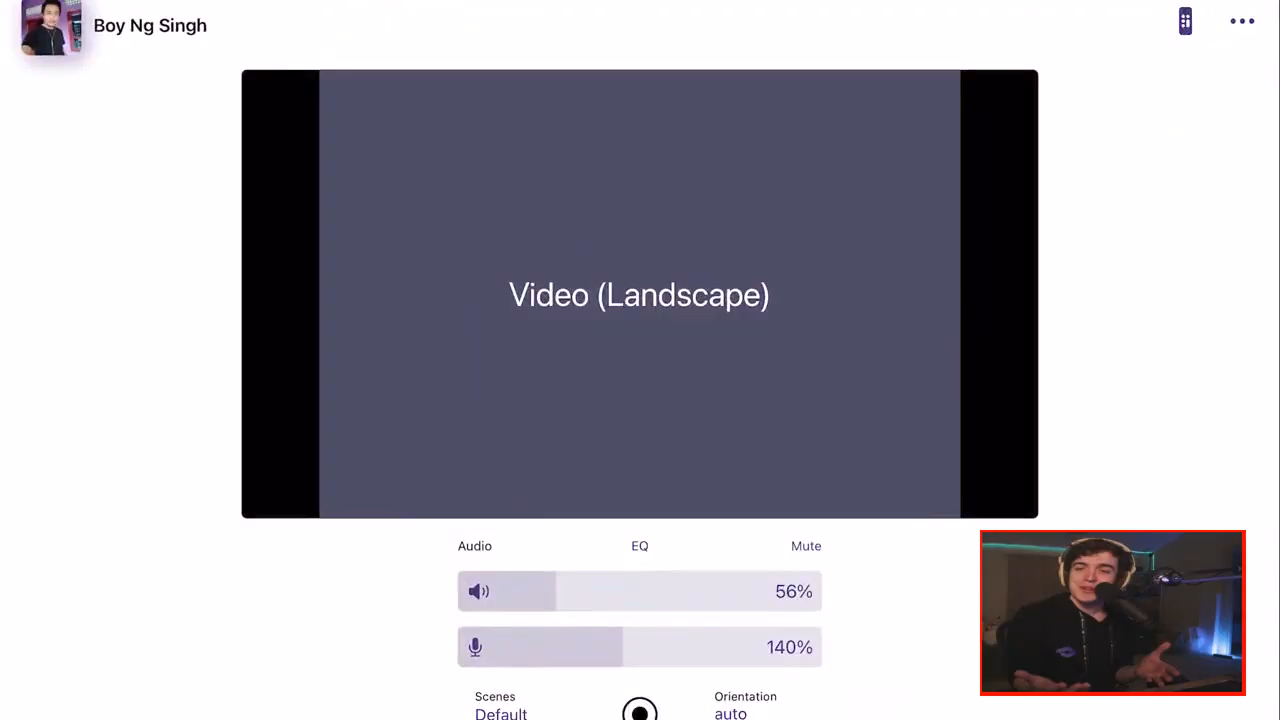 Boy Ng Singh
Video (Landscape)
Audio
EQ
Mute
56%
140%
Scenes
Orientation
Default
auto